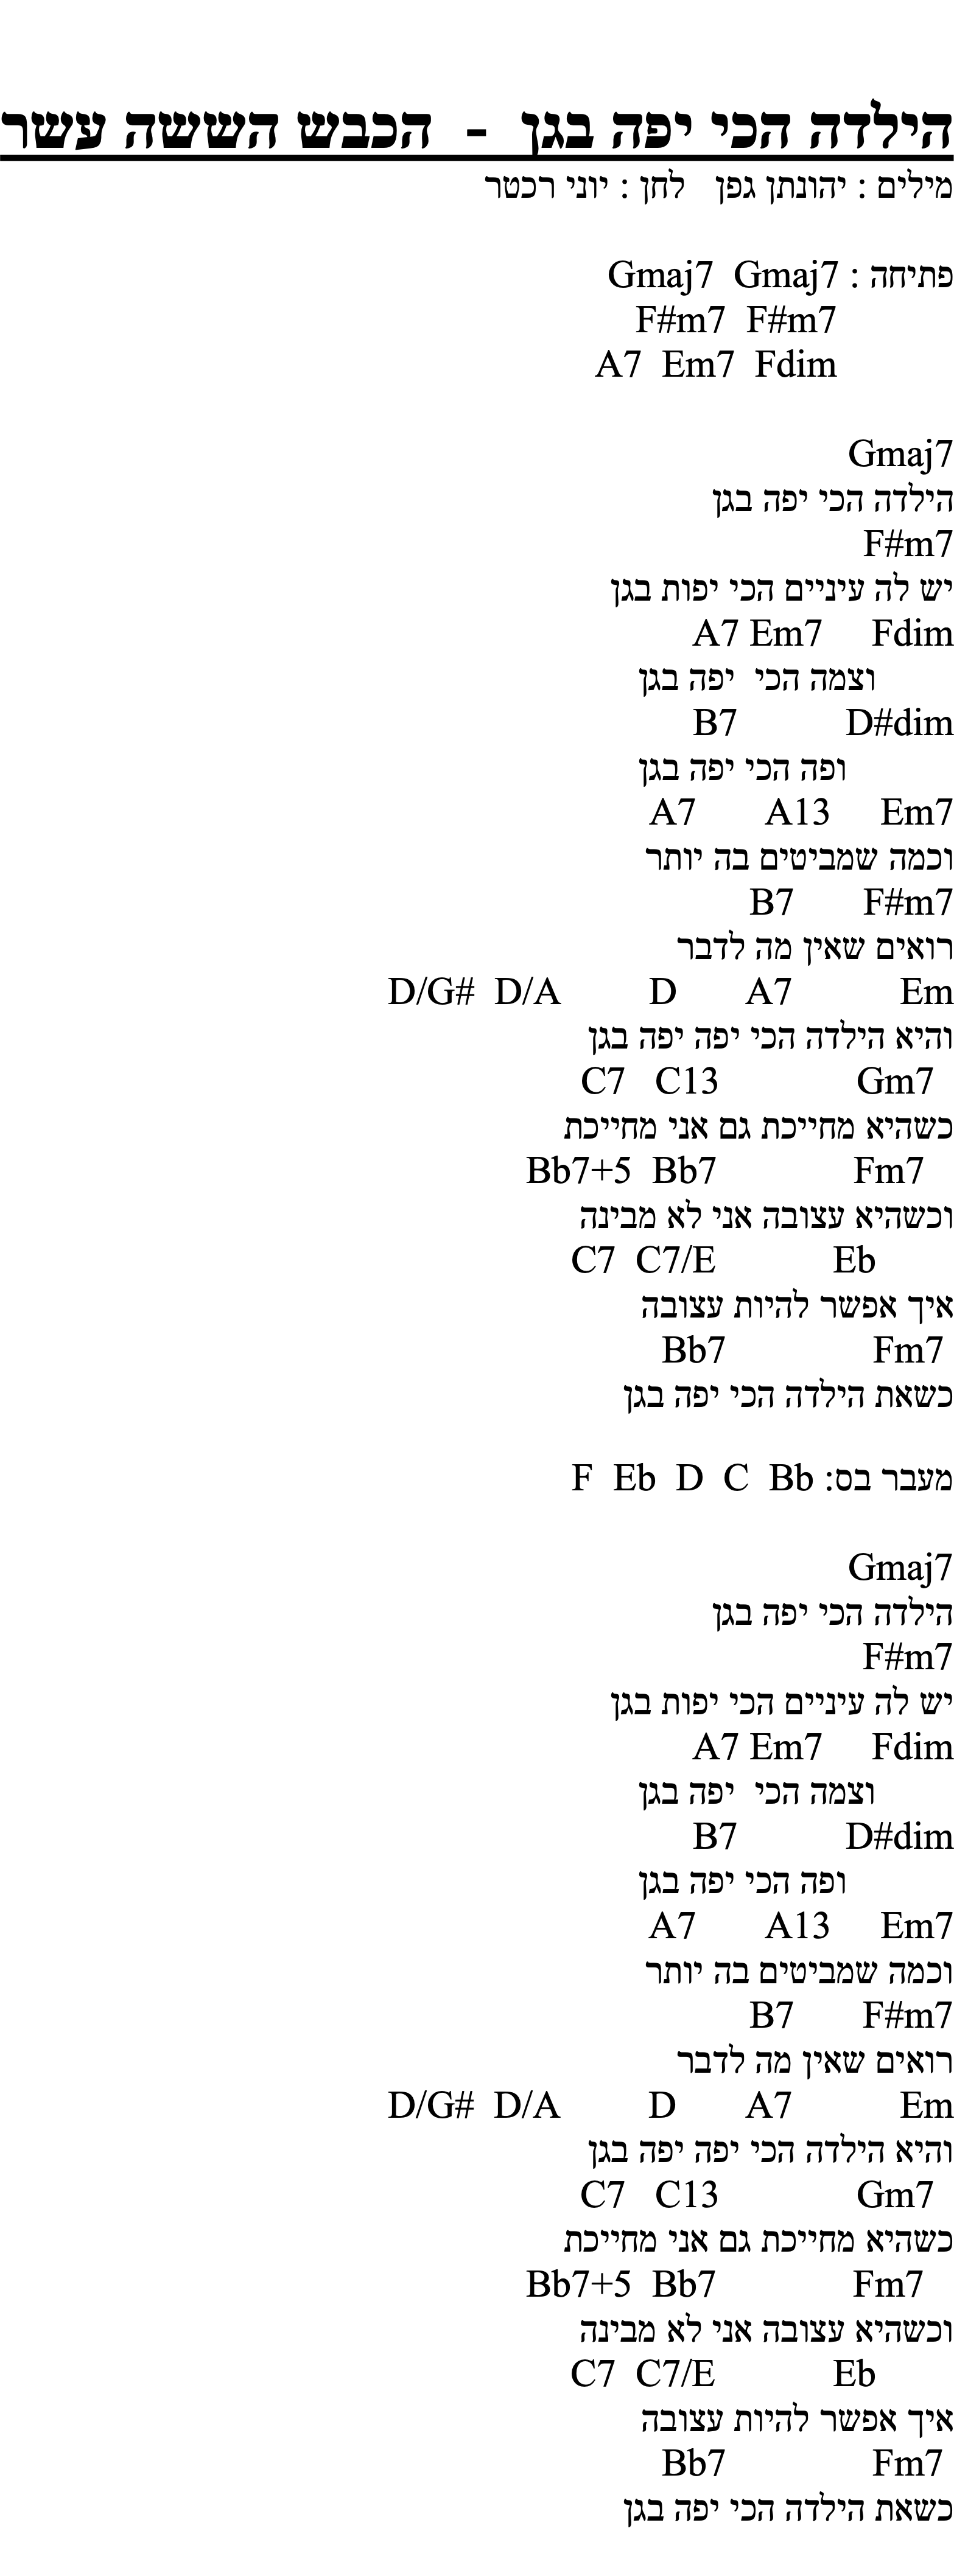 הילדה הכי יפה בגן - הכבש הששה עשר
מילים : יהונתן גפן לחן : יוני רכטר
פתיחה : Gmaj7 Gmaj7
F#m7 F#m7
A7 Em7 Fdim
Gmaj7
הילדה הכי יפה בגן
F#m7
יש לה עיניים הכי יפות בגן
A7 Em7 Fdim
וצמה הכי יפה בגן
B7 D#dim
ופה הכי יפה בגן
A7 A13 Em7
וכמה שמביטים בה יותר
B7 F#m7
רואים שאין מה לדבר
D/G# D/A D A7 Em
והיא הילדה הכי יפה יפה בגן
C7 C13 Gm7
כשהיא מחייכת גם אני מחייכת
Bb7+5 Bb7 Fm7
וכשהיא עצובה אני לא מבינה
C7 C7/E Eb
איך אפשר להיות עצובה
Bb7 Fm7
כשאת הילדה הכי יפה בגן
מעבר בס: F Eb D C Bb
Gmaj7
הילדה הכי יפה בגן
F#m7
יש לה עיניים הכי יפות בגן
A7 Em7 Fdim
וצמה הכי יפה בגן
B7 D#dim
ופה הכי יפה בגן
A7 A13 Em7
וכמה שמביטים בה יותר
B7 F#m7
רואים שאין מה לדבר
D/G# D/A D A7 Em
והיא הילדה הכי יפה יפה בגן
C7 C13 Gm7
כשהיא מחייכת גם אני מחייכת
Bb7+5 Bb7 Fm7
וכשהיא עצובה אני לא מבינה
C7 C7/E Eb
איך אפשר להיות עצובה
Bb7 Fm7
כשאת הילדה הכי יפה בגן